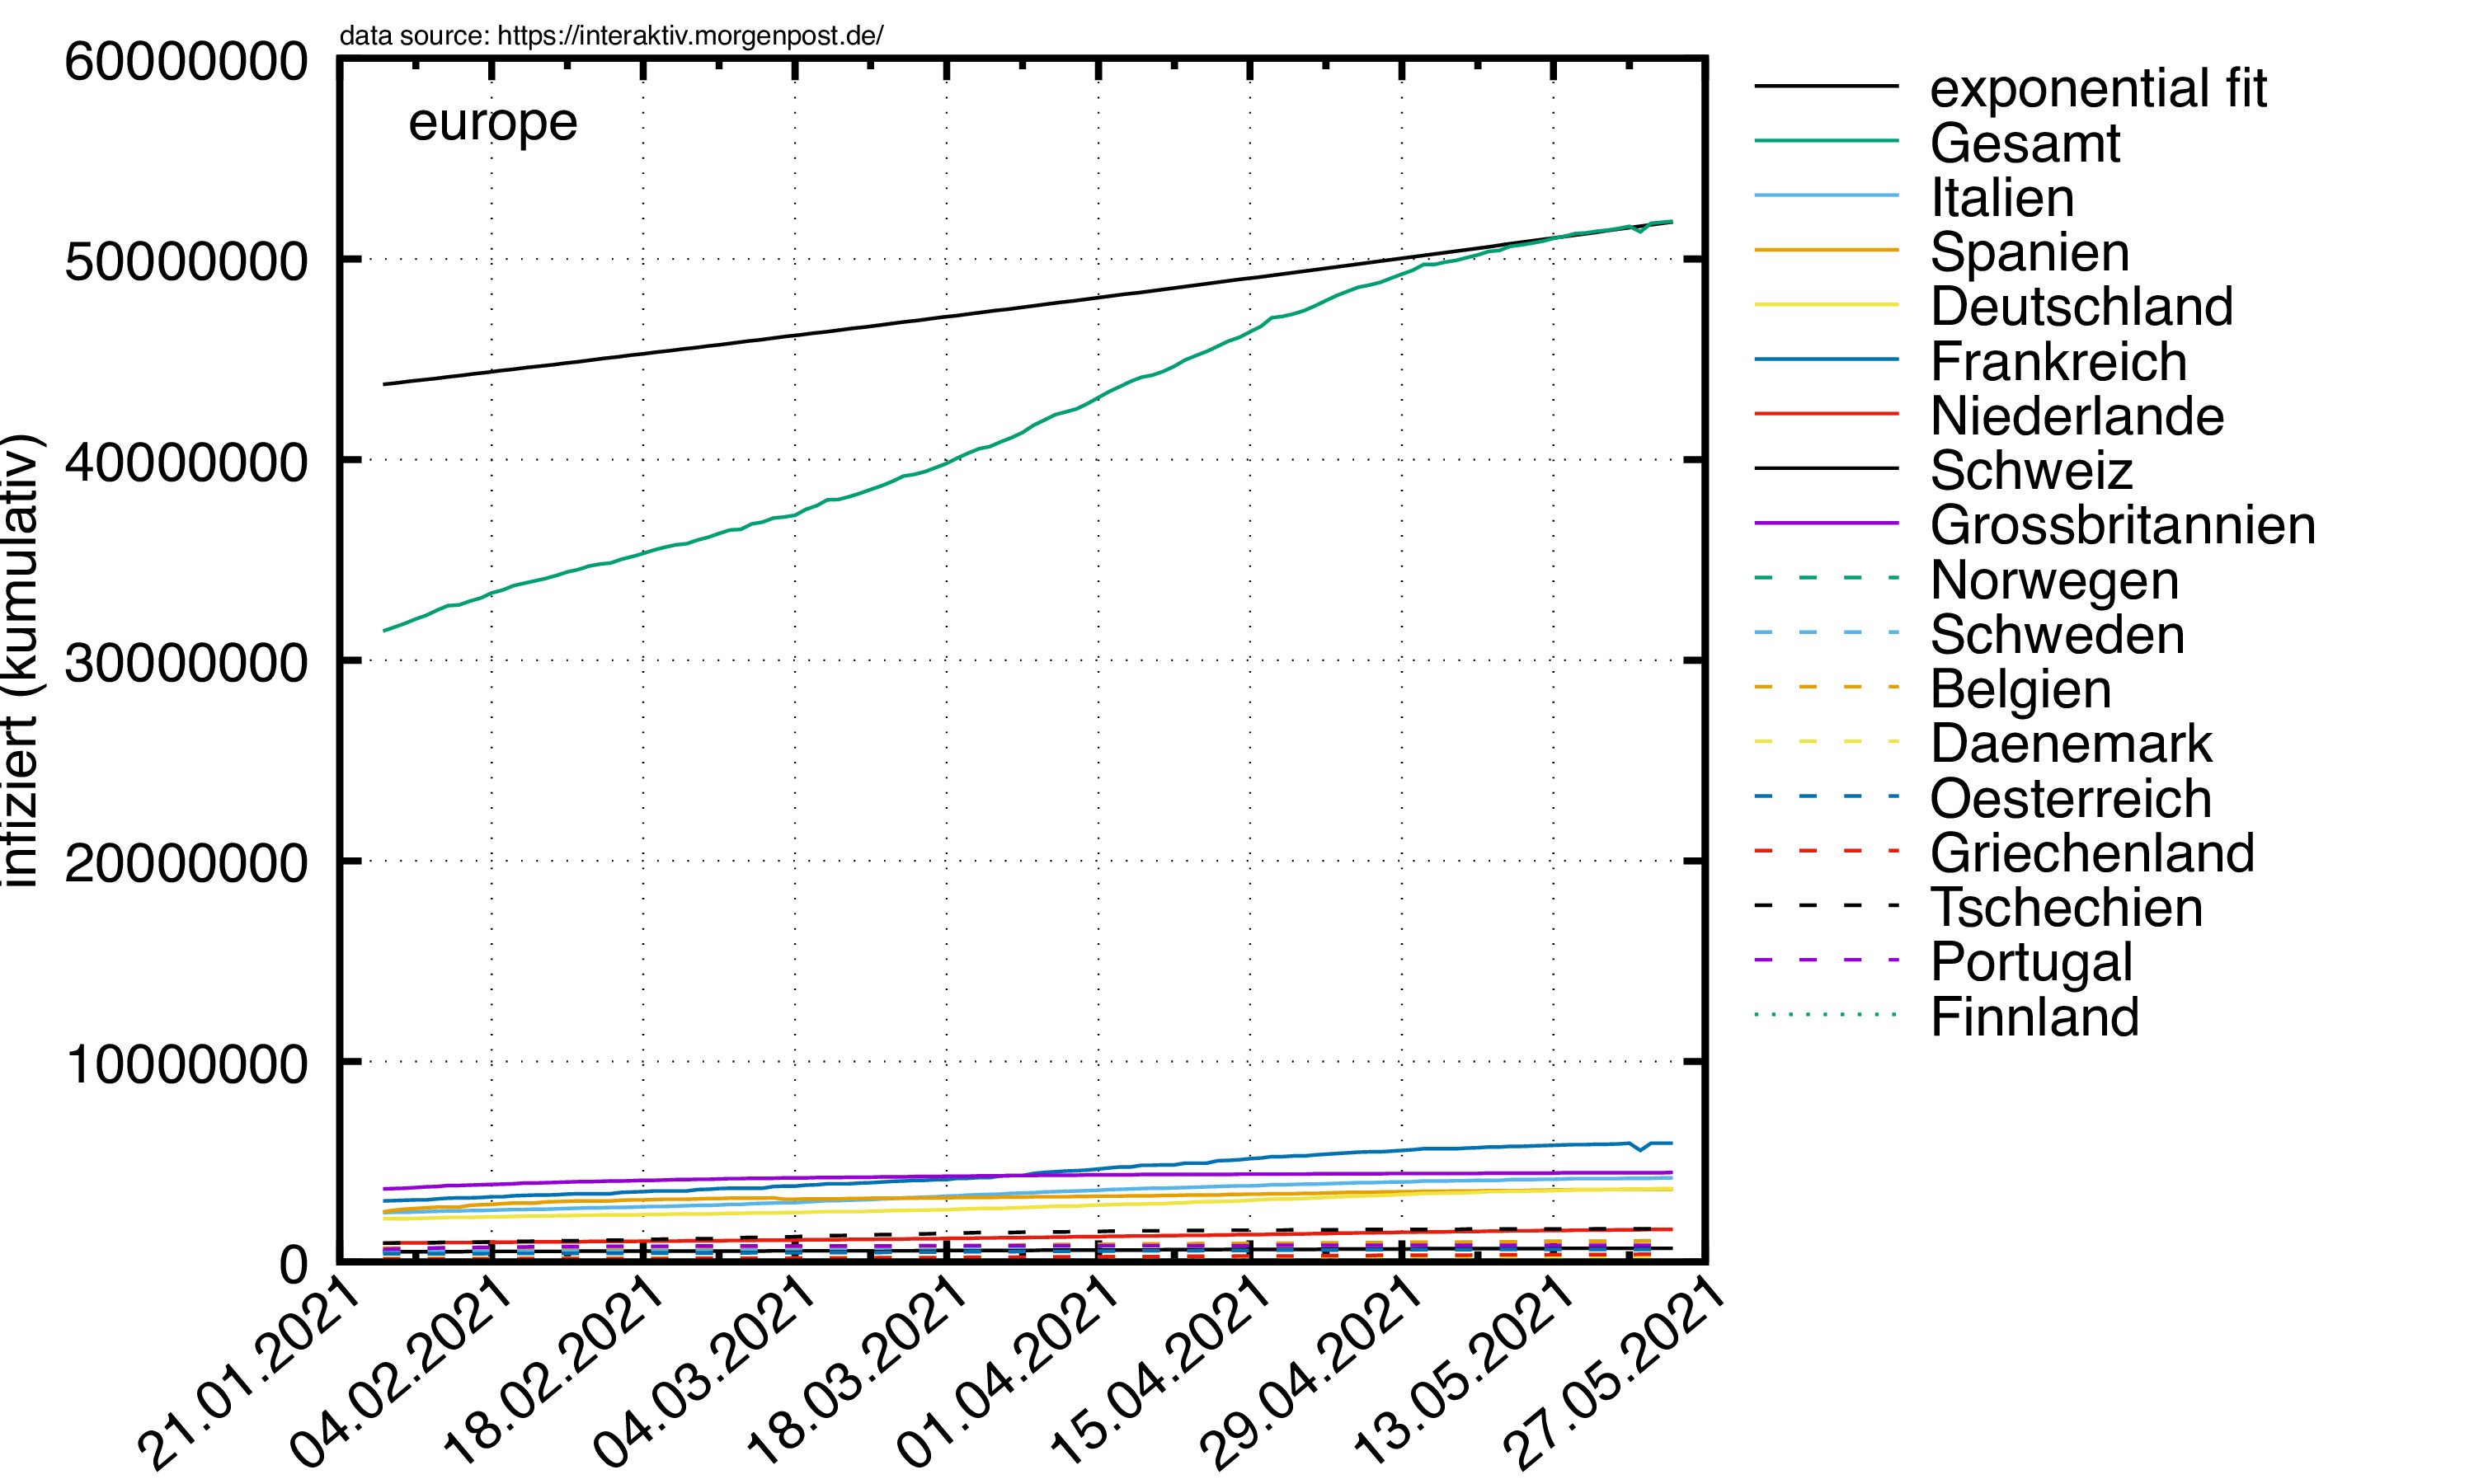 data source: https://interaktiv.morgenpost.de/
60000000
50000000
40000000
30000000
20000000
10000000
0
infiziert (kumulativ)
europe
21.01.2021
04.02.2021
18.02.2021
04.03.2021
18.03.2021
01.04.2021
15.04.2021
29.04.2021
13.05.2021
27.05.2021
exponential fit
Gesamt
Italien
Spanien
Deutschland
Frankreich
Niederlande
Schweiz
Grossbritannien
Norwegen
Schweden
Belgien
Daenemark
Oesterreich
Griechenland
Tschechien
Portugal
Finnland